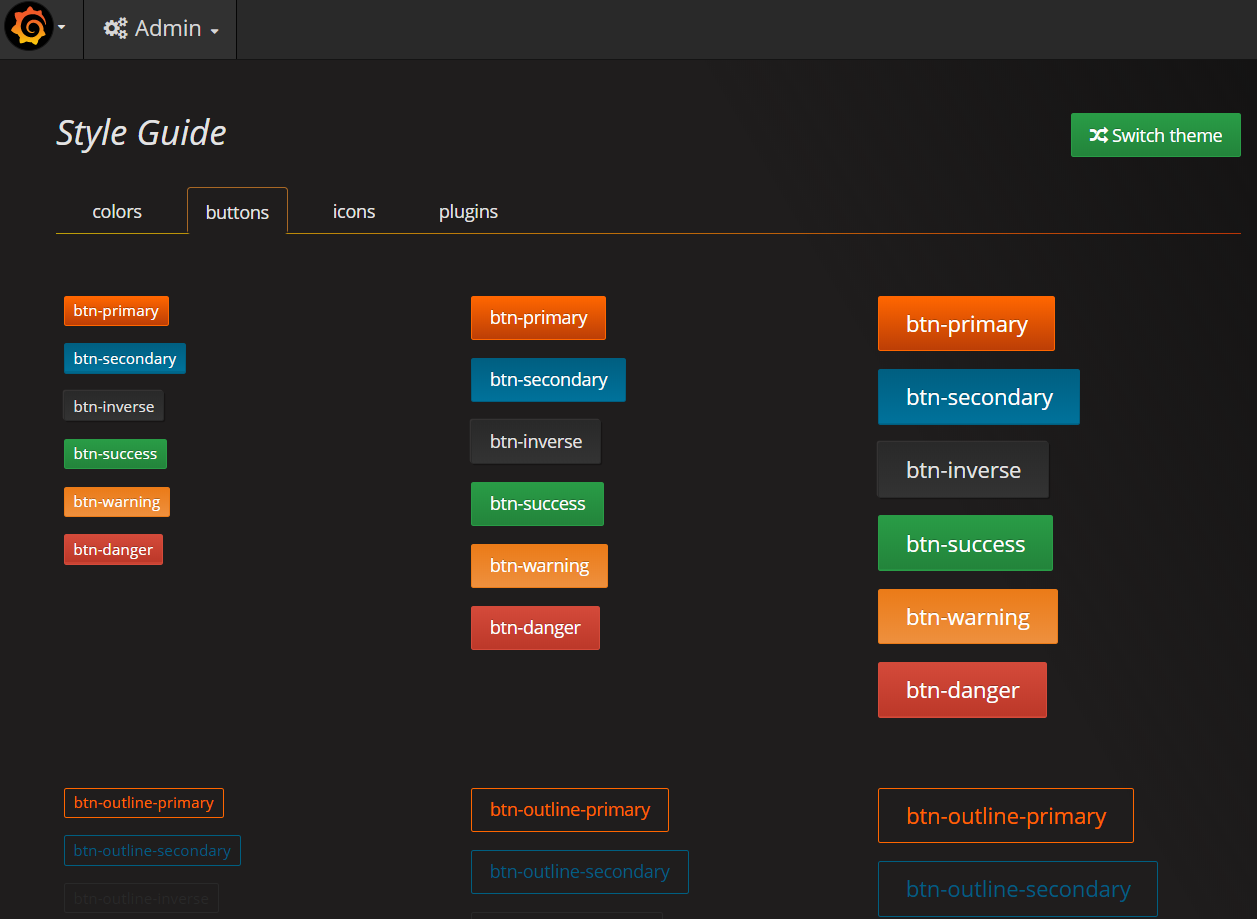 Admin
Style Guide
Switch theme
colors buttons icons plugins
btn-primary
btn-secondary
btn-inverse
btn-success
btn-warning
btn-danger
btn-primary
btn-secondary
btn-inverse
btn-success
btn-warning
btn-danger
btn-primary
btn-secondary
btn-inverse
btn-success
btn-warning
btn-danger
btn-outline-primary
btn-outline-secondary
btn-outline-inverse
btn-outline-primary
btn-outline-secondary
btn-outline-primary
btn-outline-secondary